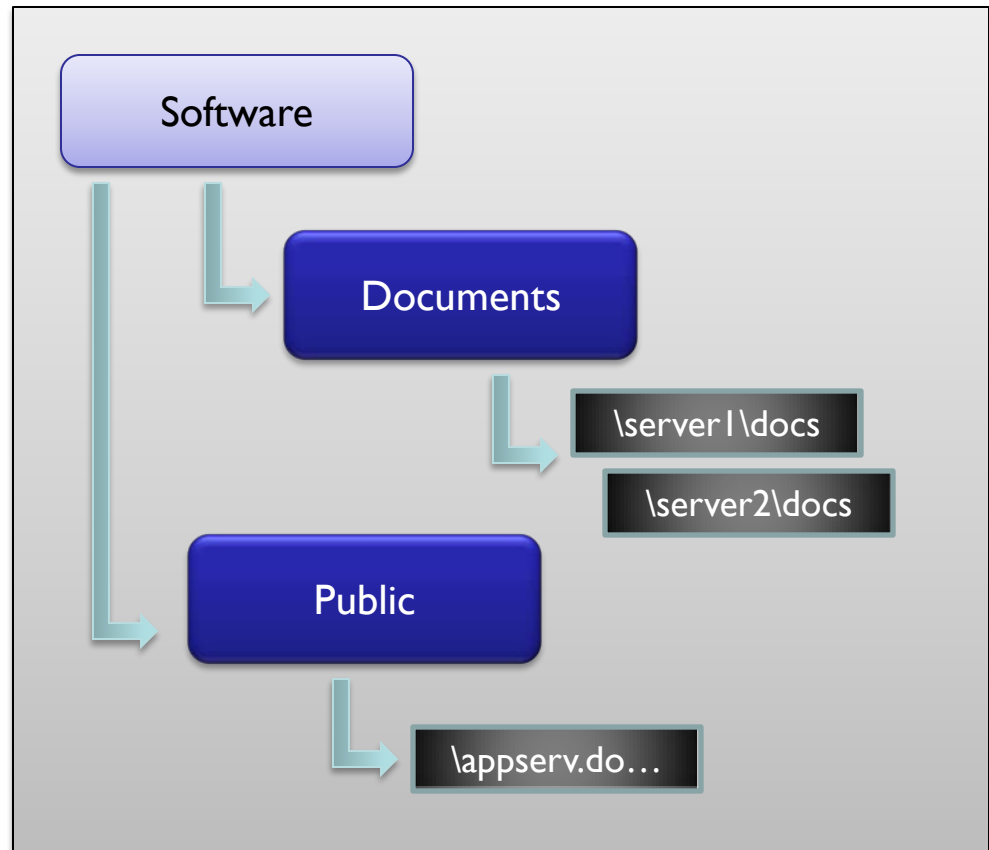 Software
Documents
\server1\docs
\server2\docs
Public
\appserv.do…